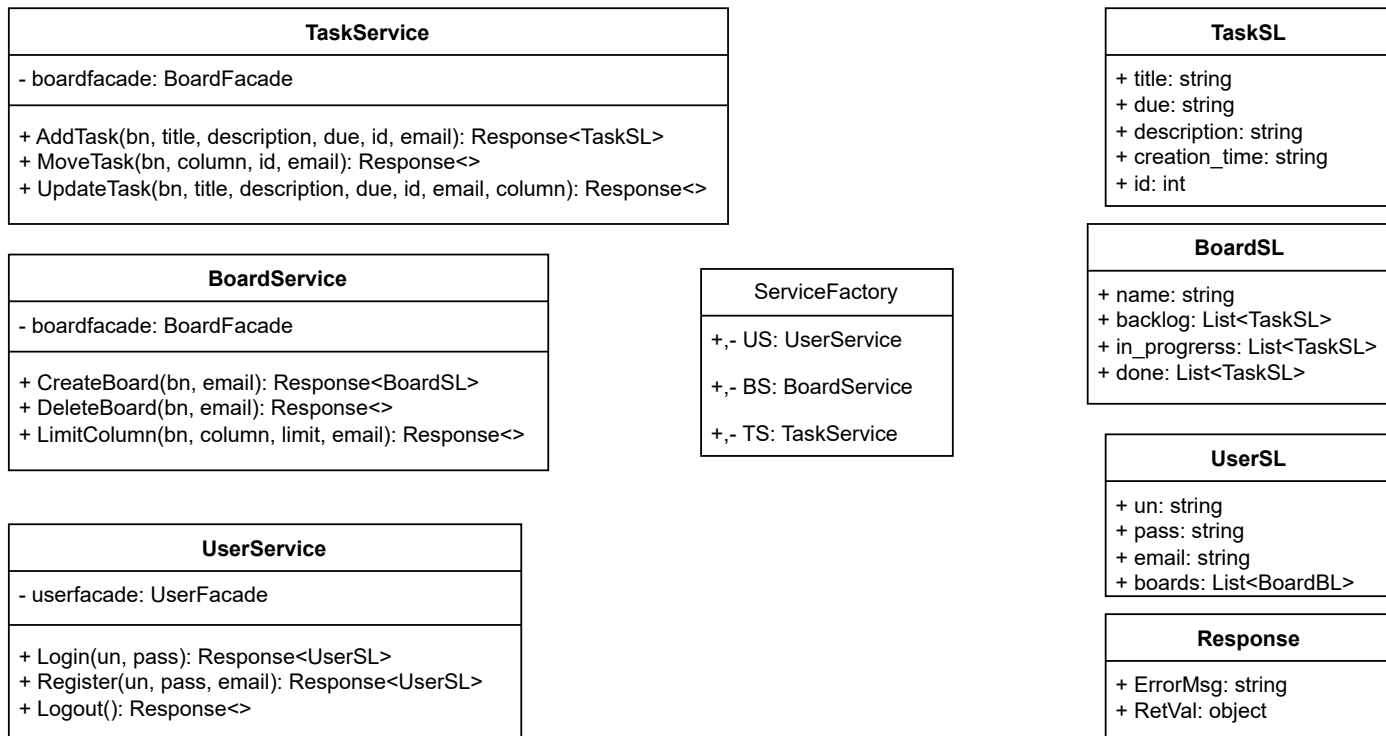 TaskService
- boardfacade: BoardFacade
+ AddTask(bn, title, description, due, id, email): Response<TaskSL>
+ MoveTask(bn, column, id, email): Response<>
+ UpdateTask(bn, title, description, due, id, email, column): Response<>
BoardService
- boardfacade: BoardFacade
+ CreateBoard(bn, email): Response<BoardSL>
+ DeleteBoard(bn, email): Response<>
+ LimitColumn(bn, column, limit, email): Response<>
UserService
- userfacade: UserFacade
+ Login(un, pass): Response<UserSL>
+ Register(un, pass, email): Response<UserSL>
+ Logout(): Response<>
ServiceFactory
+,- US: UserService
+,- BS: BoardService
+,- TS: TaskService
TaskSL
+ title: string
+ due: string
+ description: string
+ creation_time: string
+ id: int
BoardSL
+ name: string
+ backlog: List<TaskSL>
+ in_progrerss: List<TaskSL>
+ done: List<TaskSL>
UserSL
+ un: string
+ pass: string
+ email: string
+ boards: List<BoardBL>
Response
+ ErrorMsg: string
+ RetVal: object